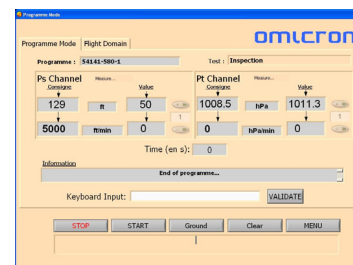 Programme Mode
omicron
Programme Mode Flight Domain
Programme : 54141-580-1 Test : Inspection
Ps Channel Measure... Pt Channel Measure...
Consigne Value Consigne Value
129 ft 50 1008.5 hPa 1011.3
1 1
5000 ft/min 0 0 hPa/min 0
Time (en s): 0
Information
End of programme...
Keyboard Input: VALIDATE
STOP START Ground Clear MENU